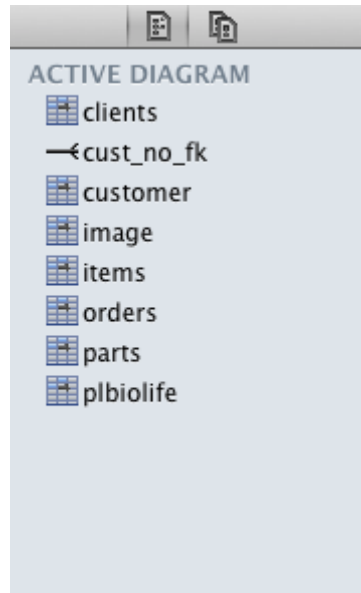 ACTIVE DIAGRAM
clients
cust_no_fk
customer
image
items
orders
parts
plbiolife